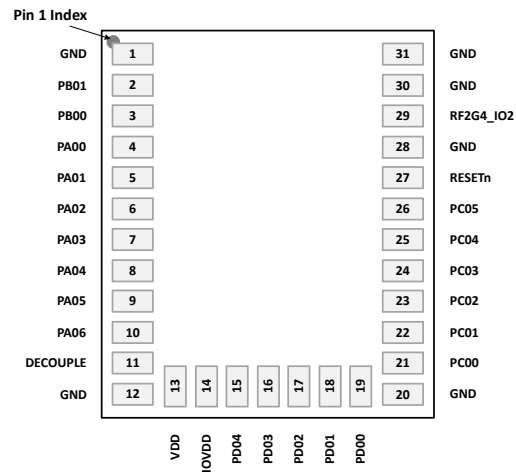 Pin 1 Index
GND 1 31 GND
PB01 2 30 GND
PB00 3 29 RF2G4_IO2
PA00 4 28 GND
PA01 5 27 RESETn
PA02 6 26 PC05
PA03 7 25 PC04
PA04 8 24 PC03
PA05 9 23 PC02
PA06 10 22 PC01
DECOUPLE 11 21 PC00
GND 12 13 14 15 16 17 18 19 20 GND
VDD IOVDD PD04 PD03 PD02 PD01 PD00